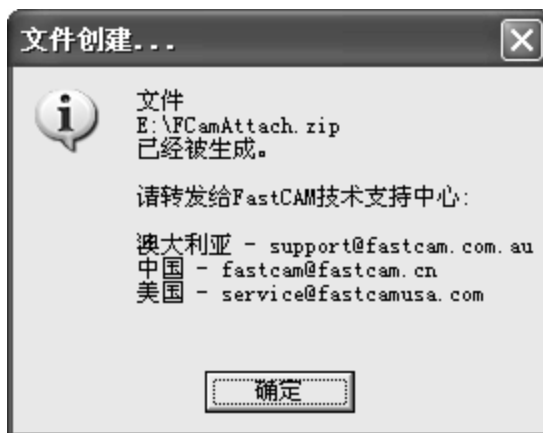 文件创建...
文件
E:\FCamAttach.zip
已经被生成。
请转发给FastCAM技术支持中心:
澳大利亚 - support@fastcam.com.au
中国 - fastcam@fastcam.cn
美国 - service@fastcamusa.com
确定